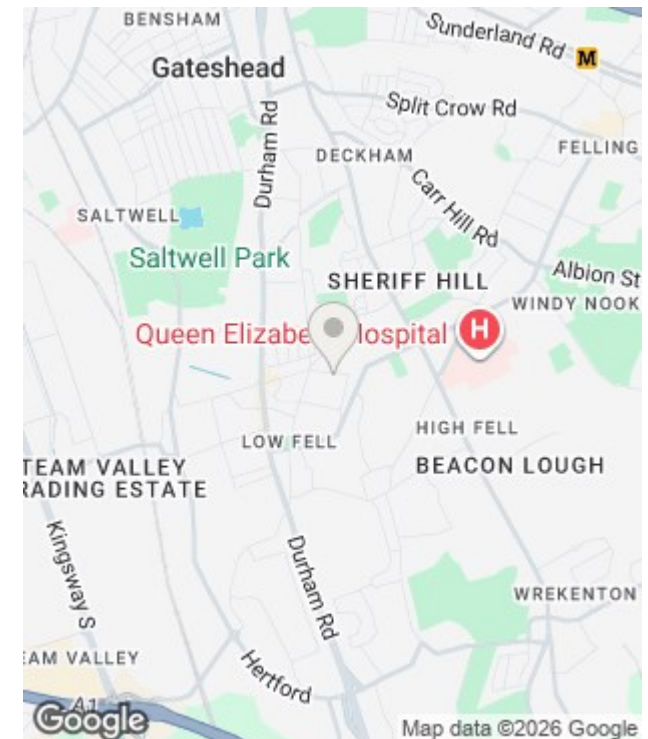 BENSHAM
Sunderland Rd
M
Gateshead
Split Crow Rd
Durham Rd
FELLING
DECKHAM
Carr Hill Rd
SALTWELL
Saltwell Park
Albion St
SHERIFF HILL
WINDY NOOK
Queen Elizabe Hospital
H
HIGH FELL
LOW FELL
BEACON LOUGH
TEAM VALLEY
RADING ESTATE
Kingsway S
Durham Rd
WREKENTON
EAM VALLEY
Hertford
A1
Google
Map data ©2026 Google